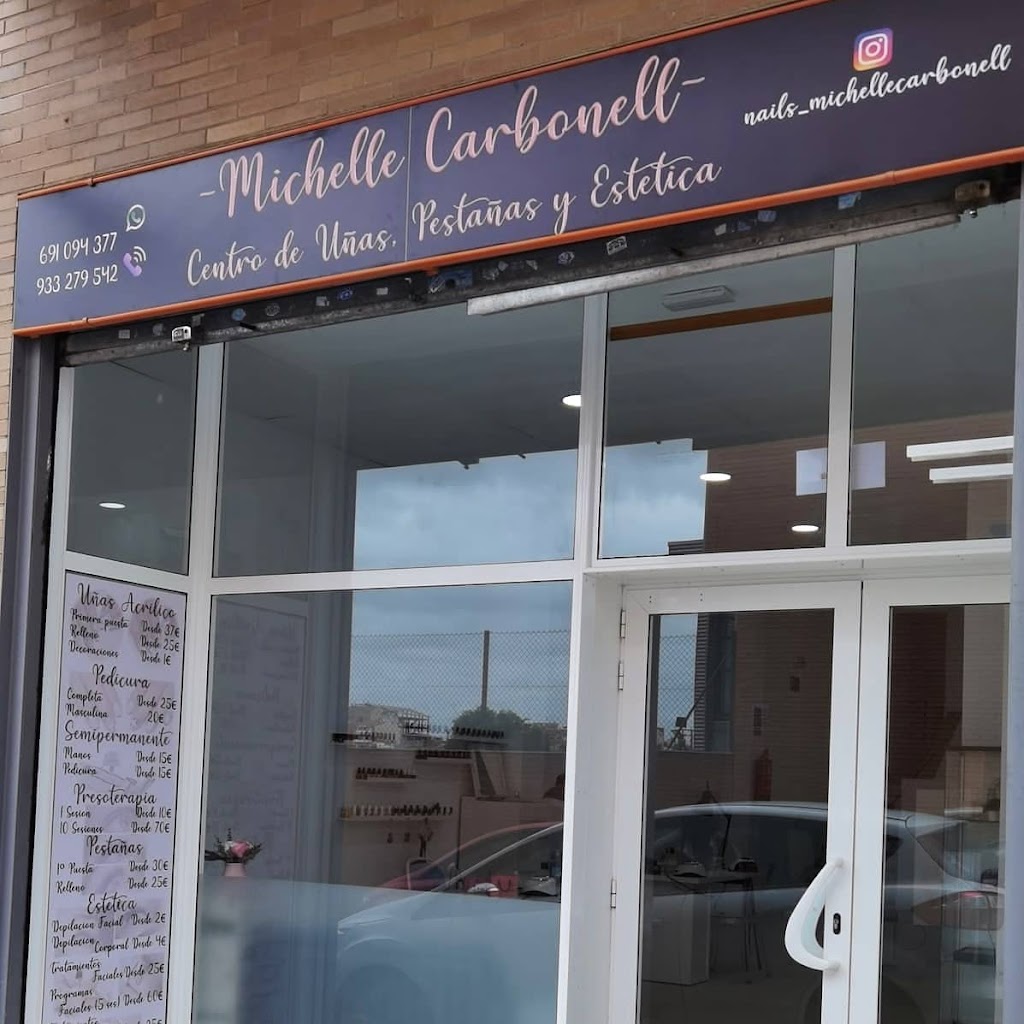 -Michelle Carbonell-
Centro de Uñas, Pestañas y Estetica
691 094 377
933 279 542
nails_michellecarbonell
Uñas Acrilico
Primera puesta Desde 37€
Relleno Desde 25€
Decoraciones Desde 1€
Pedicura
Completa Desde 25€
Masculina 20€
Semipermanente
Manos Desde 15€
Pedicura Desde 15€
Presoterapia
1 Sesion Desde 10€
10 Sesiones Desde 70€
Pestañas
1º Puesta Desde 30€
Relleno Desde 25€
Estetica
Depilacion Facial Desde 2€
Depilacion Corporal Desde 4€
Tratamientos
Faciales Desde 25€
Programas
Faciales (5 ses) Desde 60€